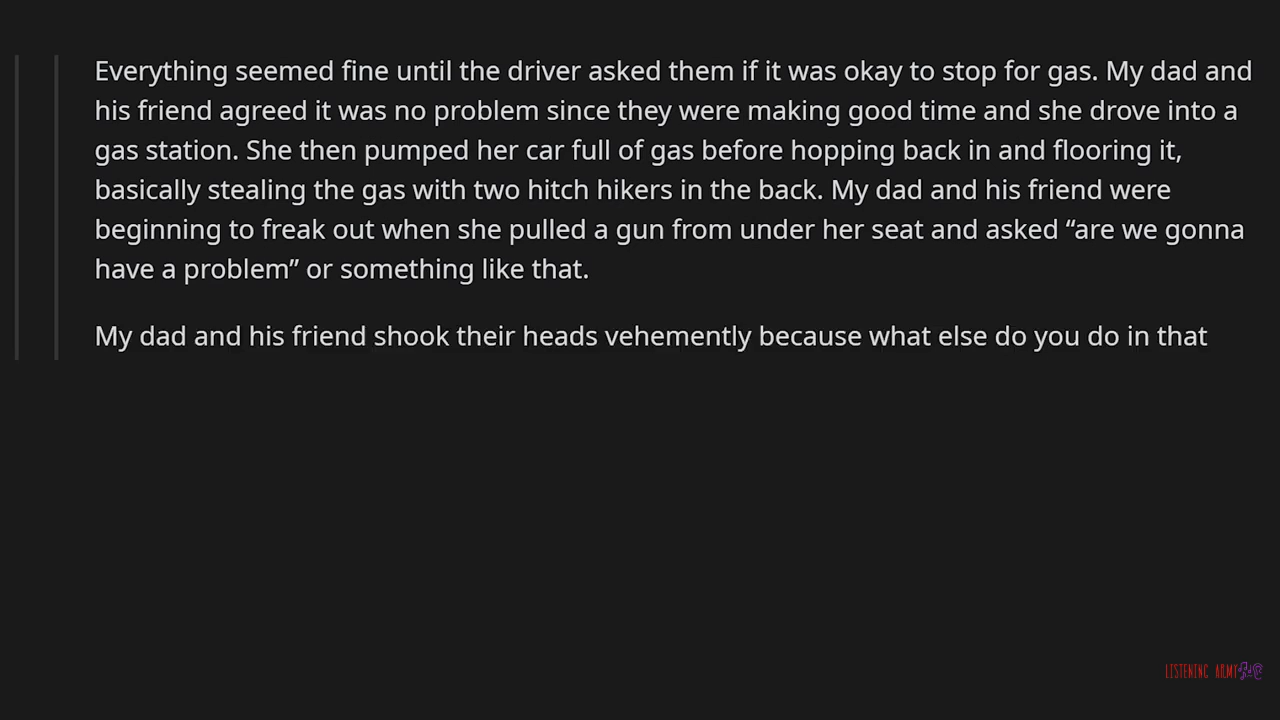 Everything seemed fine until the driver asked them if it was okay to stop for gas. My dad and
his friend agreed it was no problem since they were making good time and she drove into a
gas station. She then pumped her car full of gas before hopping back in and flooring it,
basically stealing the gas with two hitch hikers in the back. My dad and his friend were
beginning to freak out when she pulled a gun from under her seat and asked “are we gonna
have a problem” or something like that.
My dad and his friend shook their heads vehemently because what else do you do in that
LISTENING ARMY